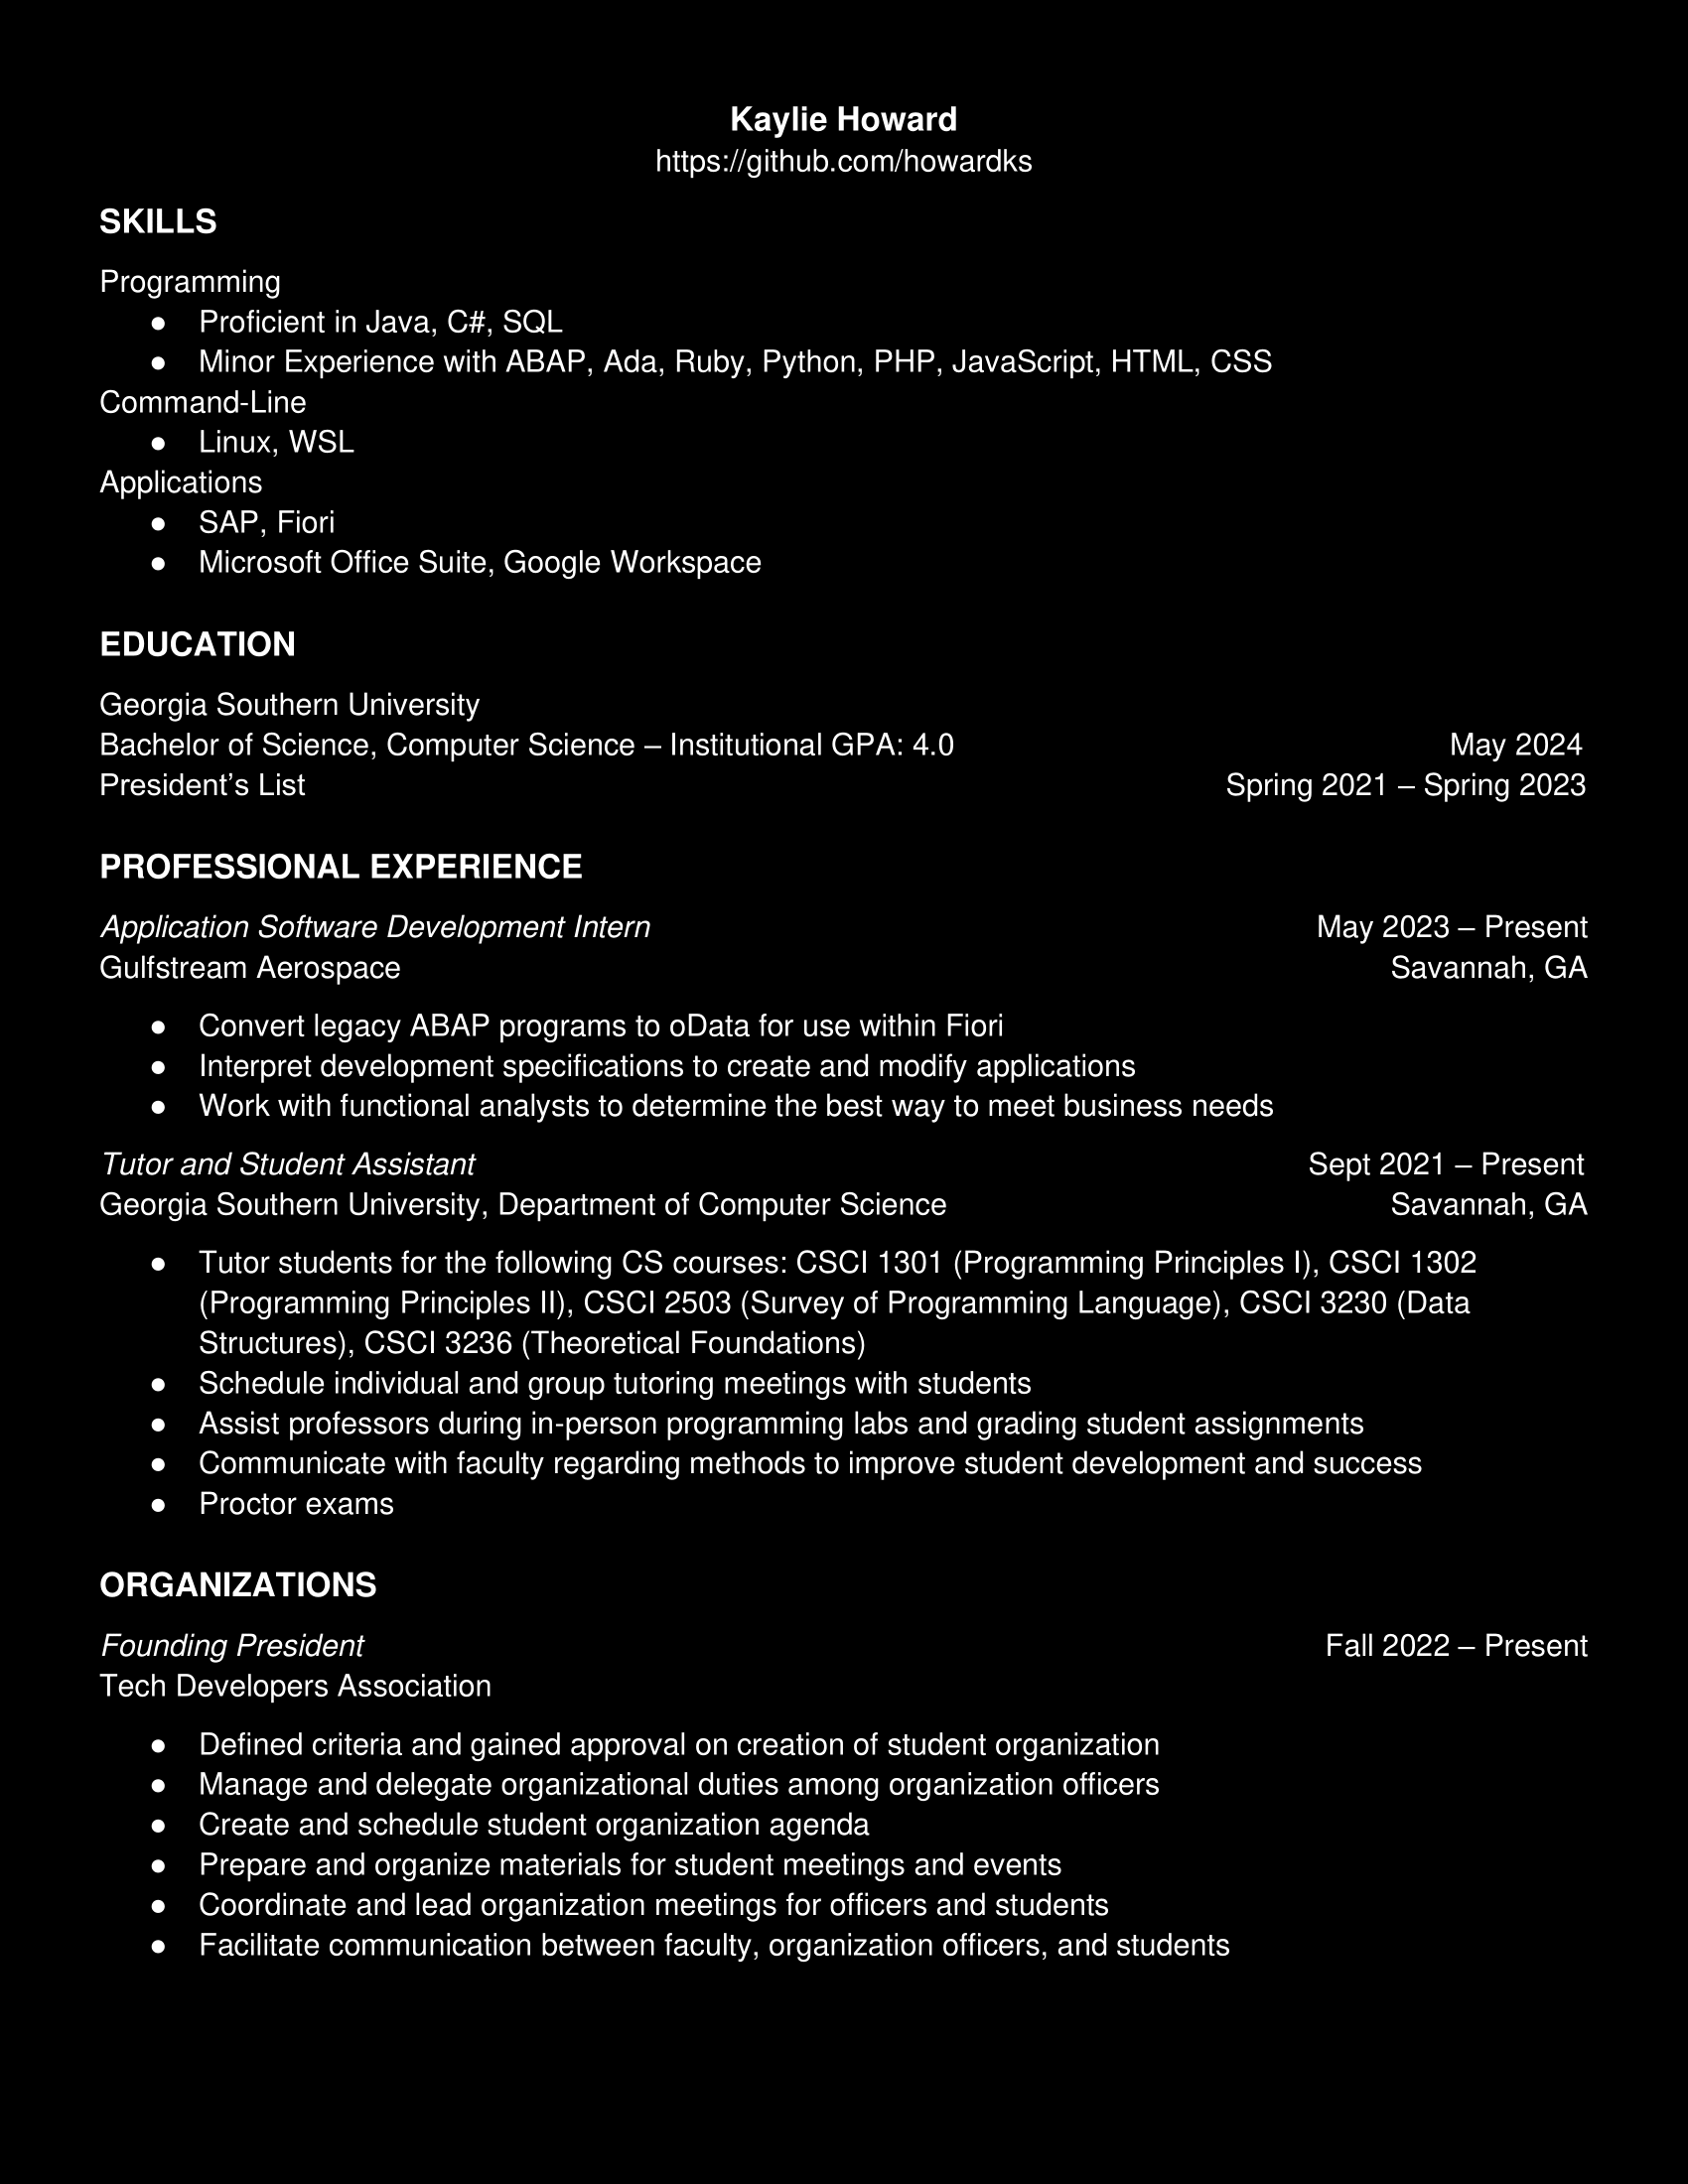 Kaylie Howard
https://github.com/howardks
SKILLS
Programming
● Proficient in Java, C#, SQL
● Minor Experience with ABAP, Ada, Ruby, Python, PHP, JavaScript, HTML, CSS
Command-Line
● Linux, WSL
Applications
● SAP, Fiori
● Microsoft Office Suite, Google Workspace
EDUCATION
Georgia Southern University
Bachelor of Science, Computer Science – Institutional GPA: 4.0 May 2024
President’s List Spring 2021 – Spring 2023
PROFESSIONAL EXPERIENCE
Application Software Development Intern May 2023 – Present
Gulfstream Aerospace Savannah, GA
● Convert legacy ABAP programs to oData for use within Fiori
● Interpret development specifications to create and modify applications
● Work with functional analysts to determine the best way to meet business needs
Tutor and Student Assistant Sept 2021 – Present
Georgia Southern University, Department of Computer Science Savannah, GA
● Tutor students for the following CS courses: CSCI 1301 (Programming Principles I), CSCI 1302
(Programming Principles II), CSCI 2503 (Survey of Programming Language), CSCI 3230 (Data
Structures), CSCI 3236 (Theoretical Foundations)
● Schedule individual and group tutoring meetings with students
● Assist professors during in-person programming labs and grading student assignments
● Communicate with faculty regarding methods to improve student development and success
● Proctor exams
ORGANIZATIONS
Founding President Fall 2022 – Present
Tech Developers Association
● Defined criteria and gained approval on creation of student organization
● Manage and delegate organizational duties among organization officers
● Create and schedule student organization agenda
● Prepare and organize materials for student meetings and events
● Coordinate and lead organization meetings for officers and students
● Facilitate communication between faculty, organization officers, and students